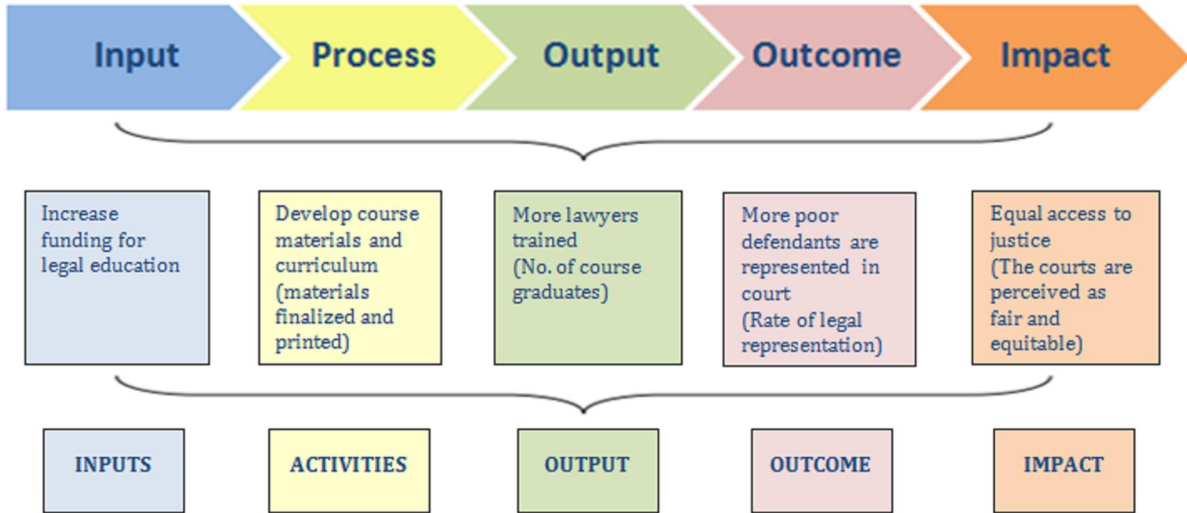 Input
Process
Output
Outcome
Impact
Increase
funding for
legal education
Develop course
materials and
curriculum
(materials
finalized and
printed)
More lawyers
trained
(No. of course
graduates)
More poor
defendants are
represented in
court
(Rate of legal
representation)
Equal access to
justice
(The courts are
perceived as
fair and
equitable)
INPUTS
ACTIVITIES
OUTPUT
OUTCOME
IMPACT